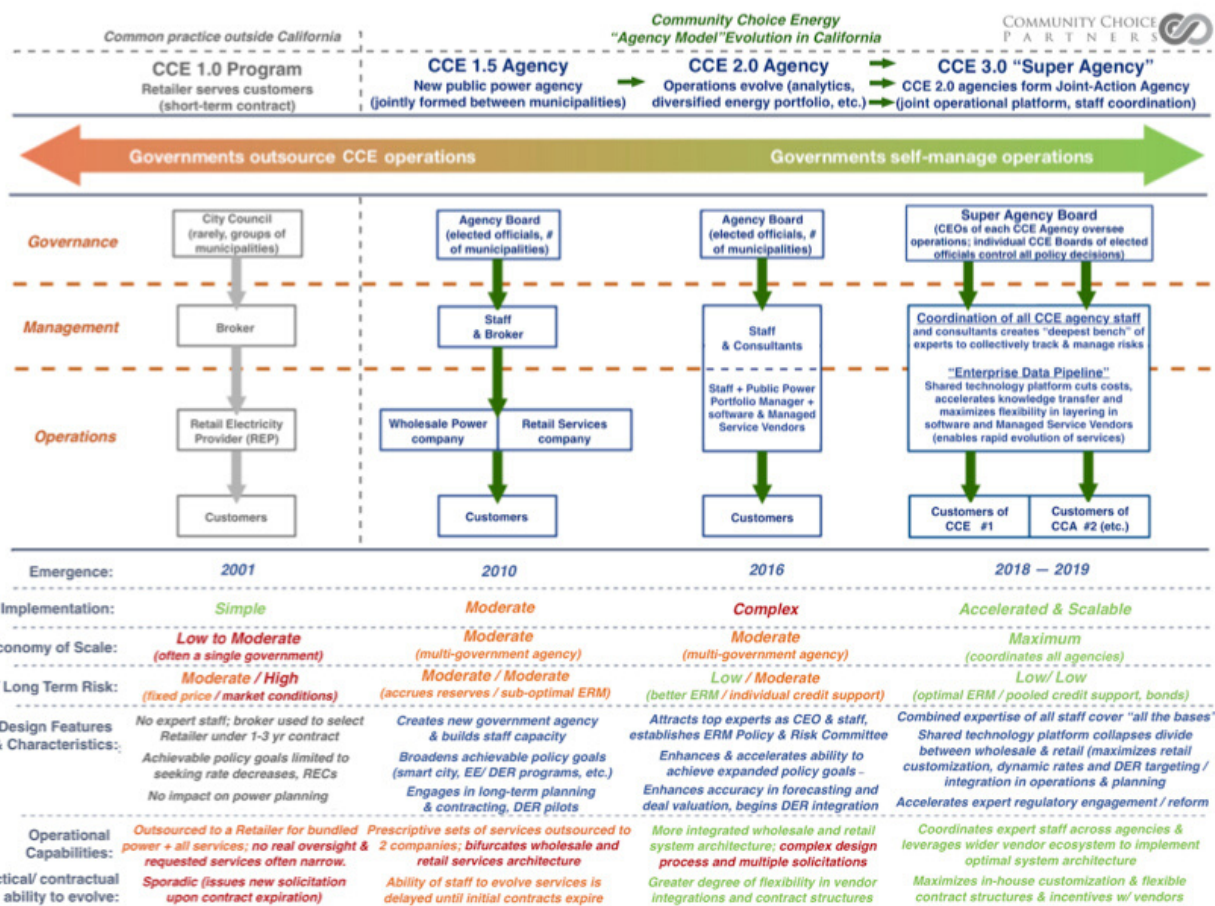 Common practice outside California
Community Choice Energy
"Agency Model"Evolution in California
COMMUNITY CHOICE
PARTNERS
CCE 1.0 Program
Retailer serves customers
(short-term contract)
CCE 1.5 Agency
New public power agency
(jointly formed between municipalities)
CCE 2.0 Agency
Operations evolve (analytics,
diversified energy portfolio, etc.)
CCE 3.0 "Super Agency"
CCE 2.0 agencies form Joint-Action Agency
(joint operational platform, staff coordination)
Governments outsource CCE operations
Governments self-manage operations
Governance
City Council
(rarely, groups of
municipalities)
Agency Board
(elected officials, #
of municipalities)
Agency Board
(elected officials, #
of municipalities)
Super Agency Board
(CEOs of each CCE Agency oversee
operations; individual CCE Boards of elected
officials control all policy decisions)
Management
Broker
Staff
& Broker
Staff
& Consultants
Coordination of all CCE agency staff
and consultants creates "deepest bench" of
experts to collectively track & manage risks
Operations
Retail Electricity
Provider (REP)
Wholesale Power
company
Retail Services
company
Staff + Public Power
Portfolio Manager +
software & Managed
Service Vendors
"Enterprise Data Pipeline"
Shared technology platform cuts costs,
accelerates knowledge transfer and
maximizes flexibility in layering in
software and Managed Service Vendors
(enables rapid evolution of services)
Customers
Customers
Customers
Customers of
CCE #1
Customers of
CCA #2 (etc.)
Emergence:
2001
2010
2016
2018 — 2019
Implementation:
Simple
Moderate
Complex
Accelerated & Scalable
conomy of Scale:
Low to Moderate
(often a single government)
Moderate
(multi-government agency)
Moderate
(multi-government agency)
Maximum
(coordinates all agencies)
/ Long Term Risk:
Moderate / High
(fixed price / market conditions)
Moderate / Moderate
(accrues reserves / sub-optimal ERM)
Low / Moderate
(better ERM / individual credit support)
Low/ Low
(optimal ERM / pooled credit support, bonds)
Design Features
& Characteristics:
No expert staff; broker used to select
Retailer under 1-3 yr contract
Achievable policy goals limited to
seeking rate decreases, RECs
No impact on power planning
Creates new government agency
& builds staff capacity
Broadens achievable policy goals
(smart city, EE/ DER programs, etc.)
Engages in long-term planning
& contracting, DER pilots
Attracts top experts as CEO & staff,
establishes ERM Policy & Risk Committee
Enhances & accelerates ability to
achieve expanded policy goals –
Enhances accuracy in forecasting and
deal valuation, begins DER integration
Combined expertise of all staff cover "all the bases"
Shared technology platform collapses divide
between wholesale & retail (maximizes retail
customization, dynamic rates and DER targeting /
integration in operations & planning
Accelerates expert regulatory engagement / reform
Operational
Capabilities:
Outsourced to a Retailer for bundled
power + all services; no real oversight &
requested services often narrow.
Prescriptive sets of services outsourced to
2 companies; bifurcates wholesale and
retail services architecture
More integrated wholesale and retail
system architecture; complex design
process and multiple solicitations
Coordinates expert staff across agencies &
leverages wider vendor ecosystem to implement
optimal system architecture
ctical/ contractual
ability to evolve:
Sporadic (issues new solicitation
upon contract expiration)
Ability of staff to evolve services is
delayed until initial contracts expire
Greater degree of flexibility in vendor
integrations and contract structures
Maximizes in-house customization & flexible
contract structures & incentives w/ vendors